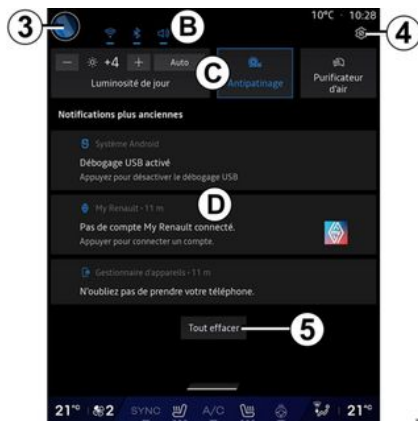 3
B
10°C · 10:28
4
— +4 + Auto
C
Luminosité de jour
Antipatinage
Purificateur
d'air
Notifications plus anciennes
Système Android
Débogage USB activé
Appuyez pour désactiver le débogage USB
My Renault · 11 m
D
Pas de compte My Renault connecté.
Appuyer pour connecter un compte.
Gestionnaire d'appareils · 11 m
N'oubliez pas de prendre votre téléphone.
Tout effacer
5
21°° 2 SYNC A/C 21°°